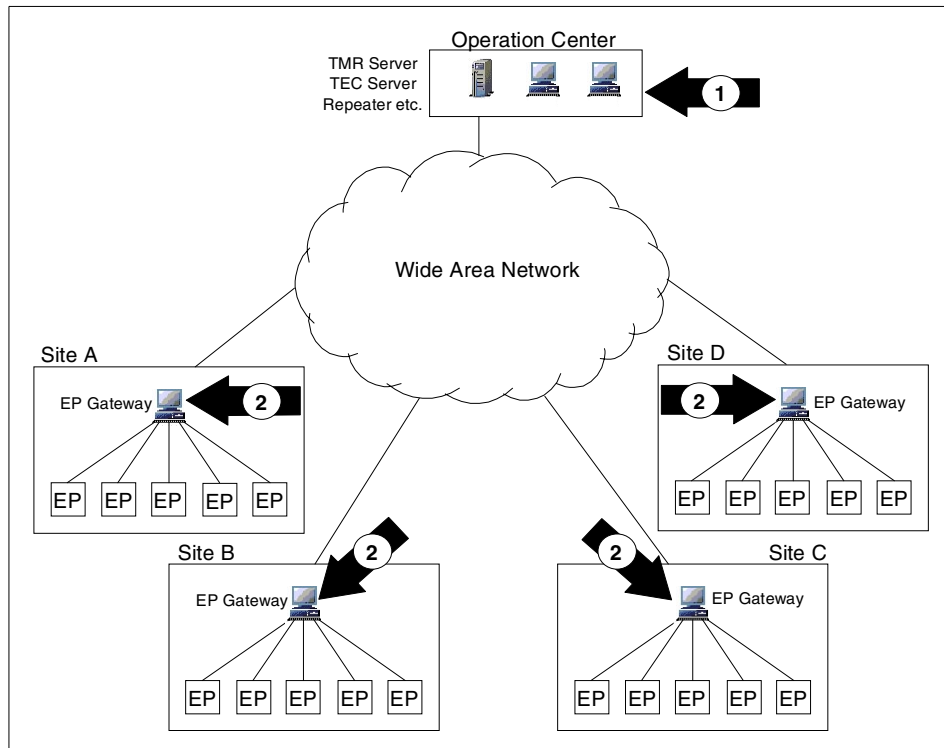 Operation Center
TMR Server
TEC Server
Repeater etc.
1
Wide Area Network
Site A
EP Gateway
2
EP EP EP EP EP
Site D
2
EP Gateway
EP EP EP EP EP
Site B
2
EP Gateway
EP EP EP EP EP
Site C
2
EP Gateway
EP EP EP EP EP